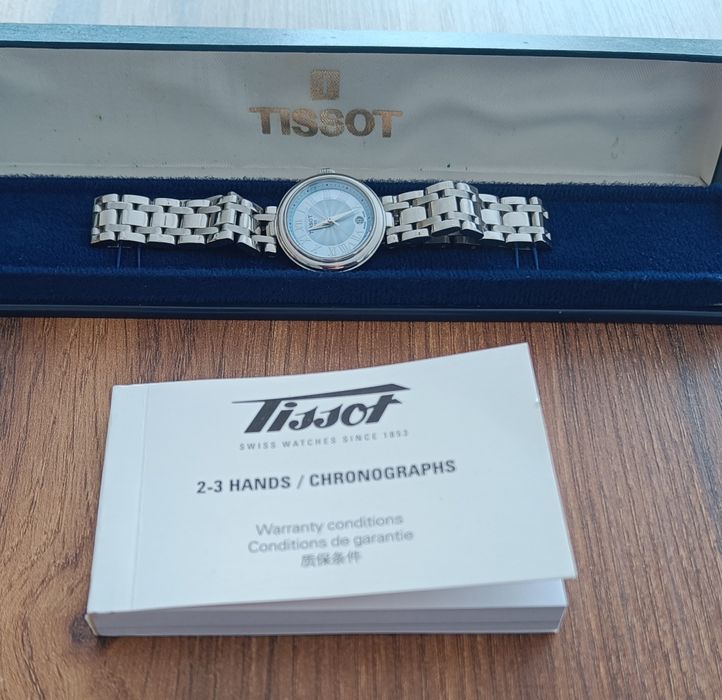 TISSOT
TISSOT
Tissot
SWISS WATCHES SINCE 1853
2-3 HANDS / CHRONOGRAPHS
Warranty conditions
Conditions de garantie
质保条件